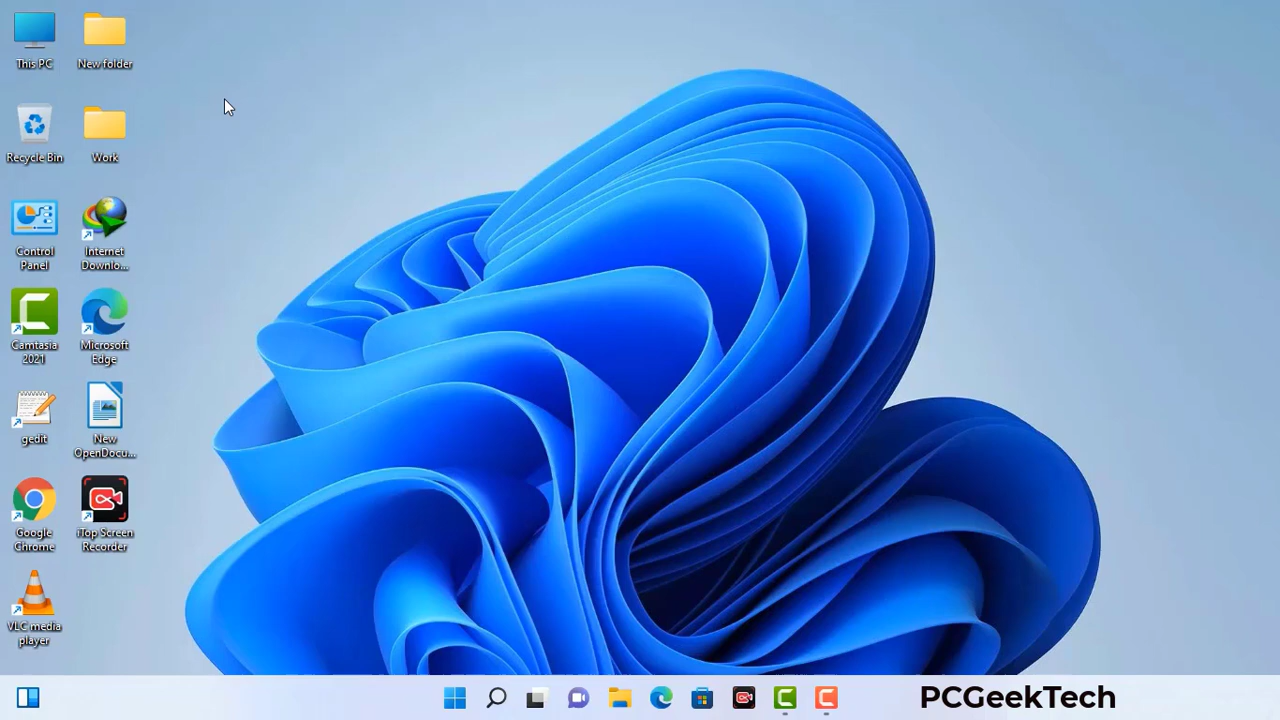 This PC
New folder
Recycle Bin
Work
Control
Panel
Internet
Downlo...
Camtasia
2021
Microsoft
Edge
gedit
New
OpenDocu...
Google
Chrome
iTop Screen
Recorder
VLC media
player
PCGeekTech